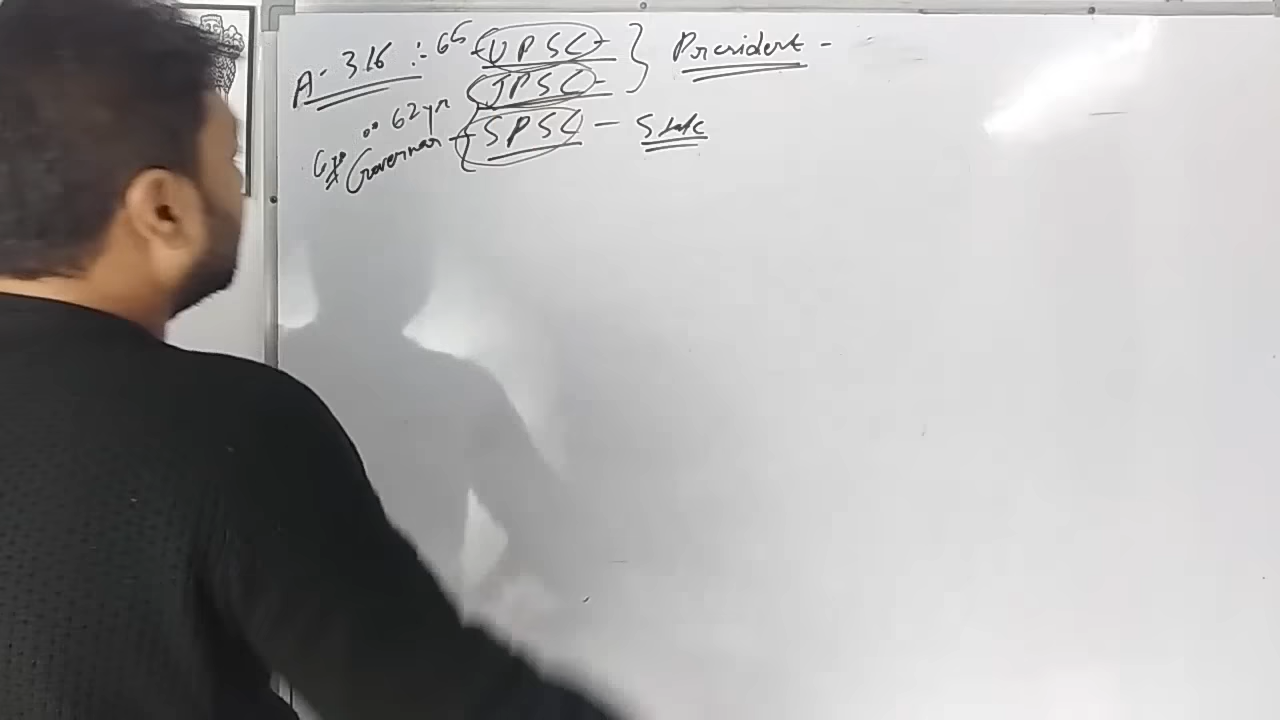 A - 316 :- 65 UPSC } President -
JPSC
62 yr
Governor - SPSC - State